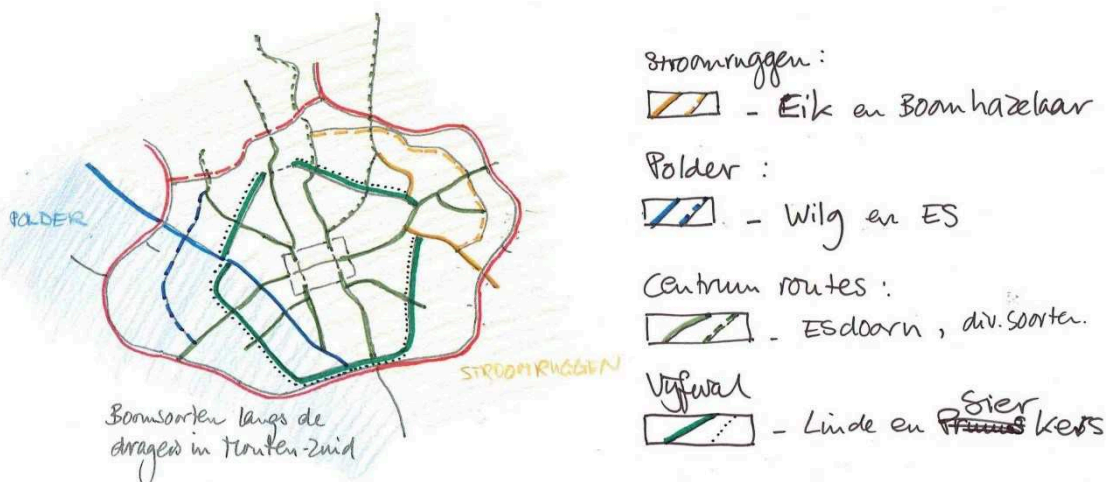 POLDER
STROOMRUGGEN
Boomsoorten langs de
dragers in Houten-Zuid
stroomruggen:
- Eik en Boomhazelaar
Polder:
- Wilg en ES
Centrum routes:
- Esdoorn, div. soorten.
Vijfwal
- Linde en Prunus Sier kers